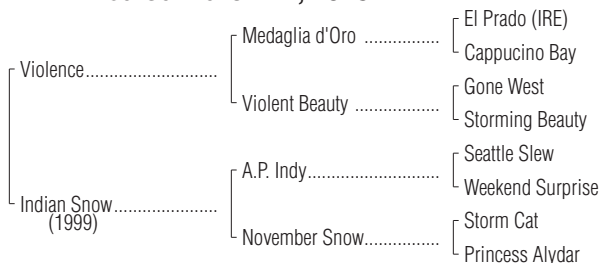 El Prado (IRE)
Medaglia d'Oro ................
Cappucino Bay
Violence............................
Gone West
Violent Beauty ..................
Storming Beauty
Seattle Slew
A.P. Indy............................
Weekend Surprise
Indian Snow......................
(1999)
Storm Cat
November Snow................
Princess Alydar